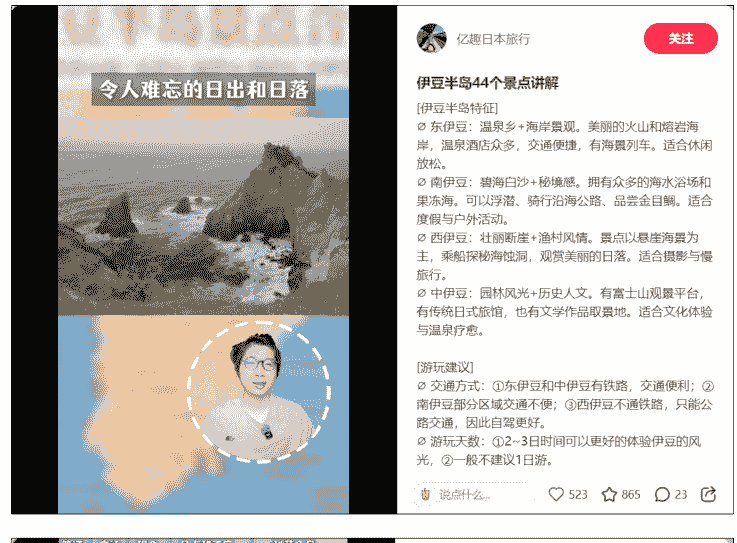 令人难忘的日出和日落
亿趣日本旅行
关注
伊豆半岛44个景点讲解
[伊豆半岛特征]
∅ 东伊豆：温泉乡+海岸景观。美丽的火山和熔岩海
岸，温泉酒店众多，交通便捷，有海景列车。适合休闲
放松。
∅ 南伊豆：碧海白沙+秘境感。拥有众多的海水浴场和
果冻海。可以浮潜、骑行沿海公路、品尝金目鲷。适合
度假与户外活动。
∅ 西伊豆：壮丽断崖+渔村风情。景点以悬崖海景为
主，乘船探秘海蚀洞，观赏美丽的日落。适合摄影与慢
旅行。
∅ 中伊豆：园林风光+历史人文。有富士山观景平台，
有传统日式旅馆，也有文学作品取景地。适合文化体验
与温泉疗愈。
[游玩建议]
∅ 交通方式：①东伊豆和中伊豆有铁路，交通便利；②
南伊豆部分区域交通不便；③西伊豆不通铁路，只能公
路交通，因此自驾更好。
∅ 游玩天数：①2~3日时间可以更好的体验伊豆的风
光，②一般不建议1日游。
说点什么...
523
865
23